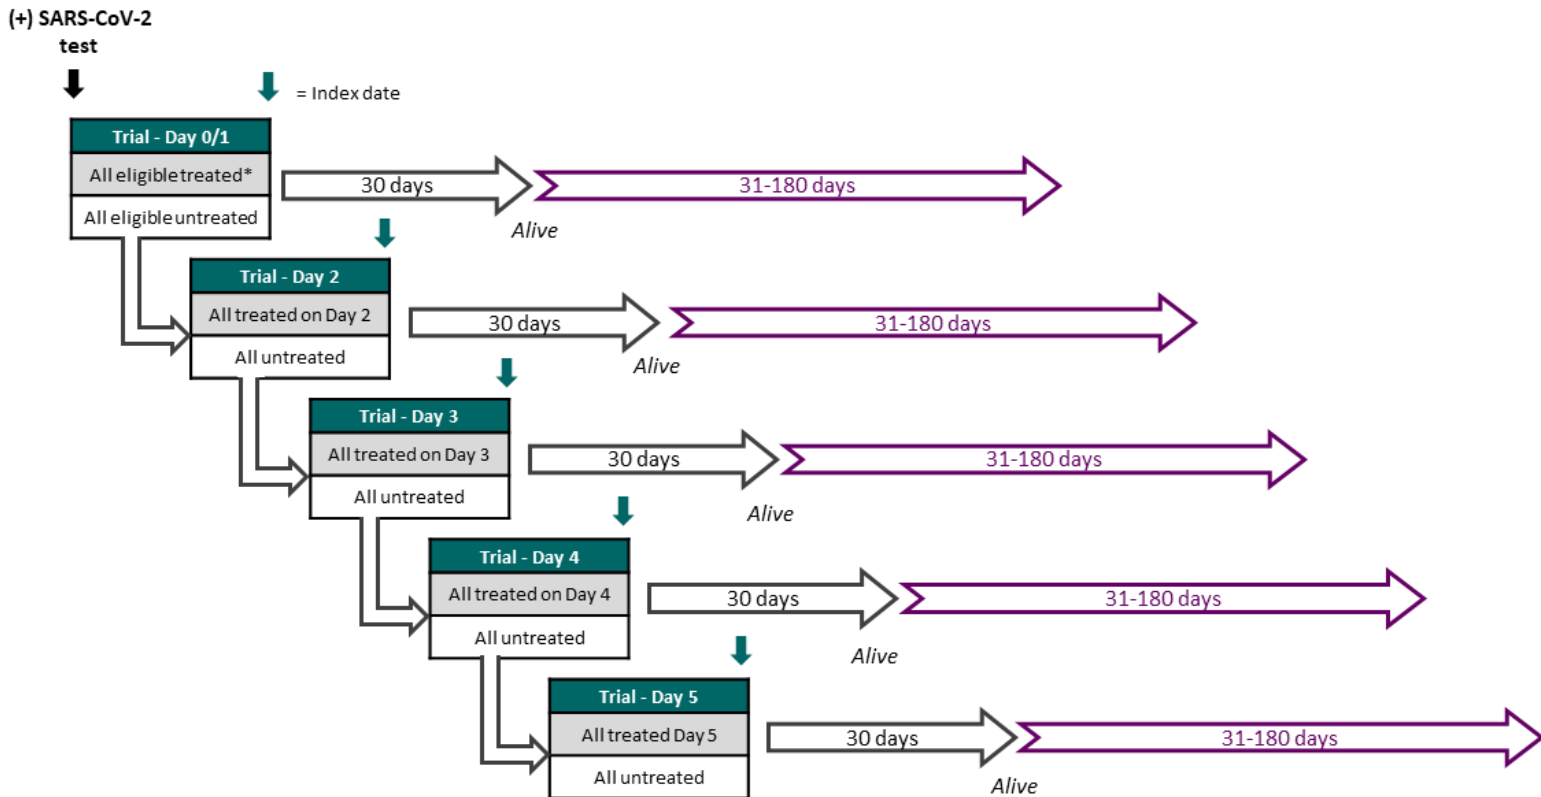 (+) SARS-CoV-2
test
= Index date
Trial - Day 0/1
All eligible treated*
All eligible untreated
30 days
31-180 days
Alive
Trial - Day 2
All treated on Day 2
All untreated
30 days
31-180 days
Alive
Trial - Day 3
All treated on Day 3
All untreated
30 days
31-180 days
Alive
Trial - Day 4
All treated on Day 4
All untreated
30 days
31-180 days
Alive
Trial - Day 5
All treated Day 5
All untreated
30 days
31-180 days
Alive